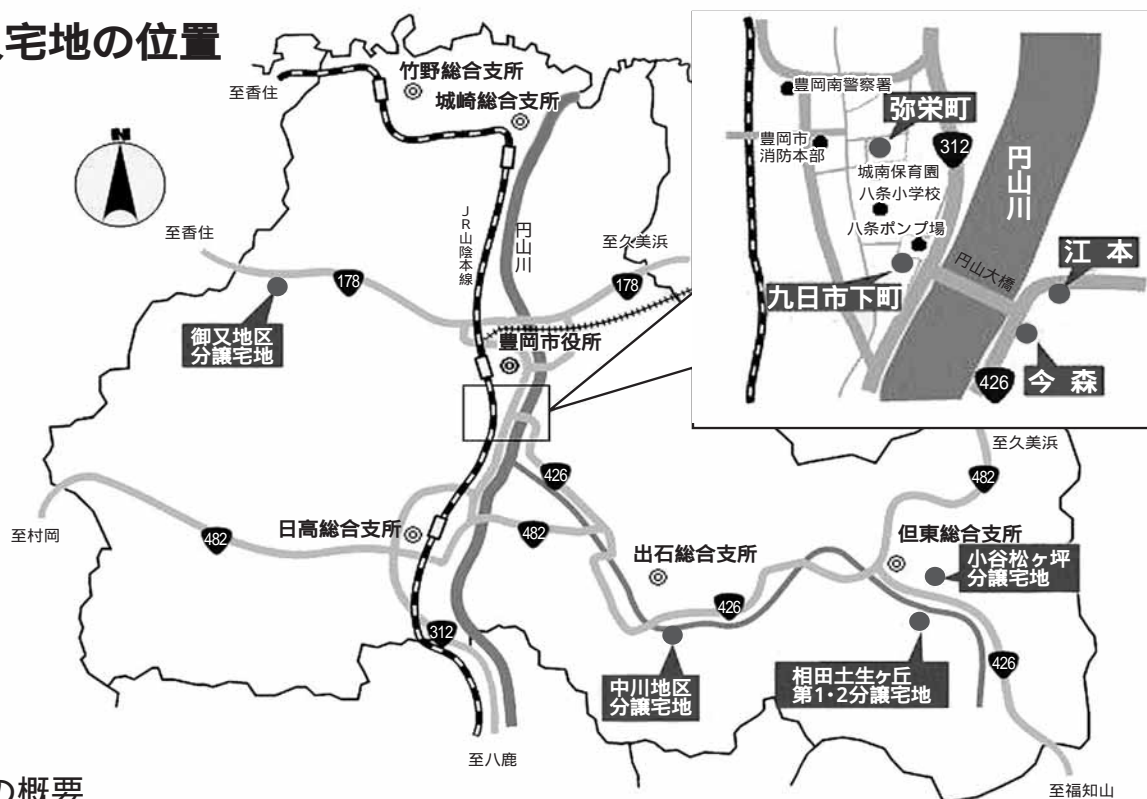 宅地の位置
N
至香住
竹野総合支所
城崎総合支所
至香住
178
JR山陰本線
円山川
至久美浜
178
御又地区
分譲宅地
豊岡市役所
豊岡南警察署
弥栄町
312
豊岡市
消防本部
城南保育園
八条小学校
八条ポンプ場
円山川
円山大橋
江本
九日市下町
今森
426
至久美浜
482
426
至村岡
482
日高総合支所
482
出石総合支所
但東総合支所
小谷松ヶ坪
分譲宅地
426
312
中川地区
分譲宅地
相田土生ヶ丘
第1・2分譲宅地
426
至八鹿
至福知山
の概要